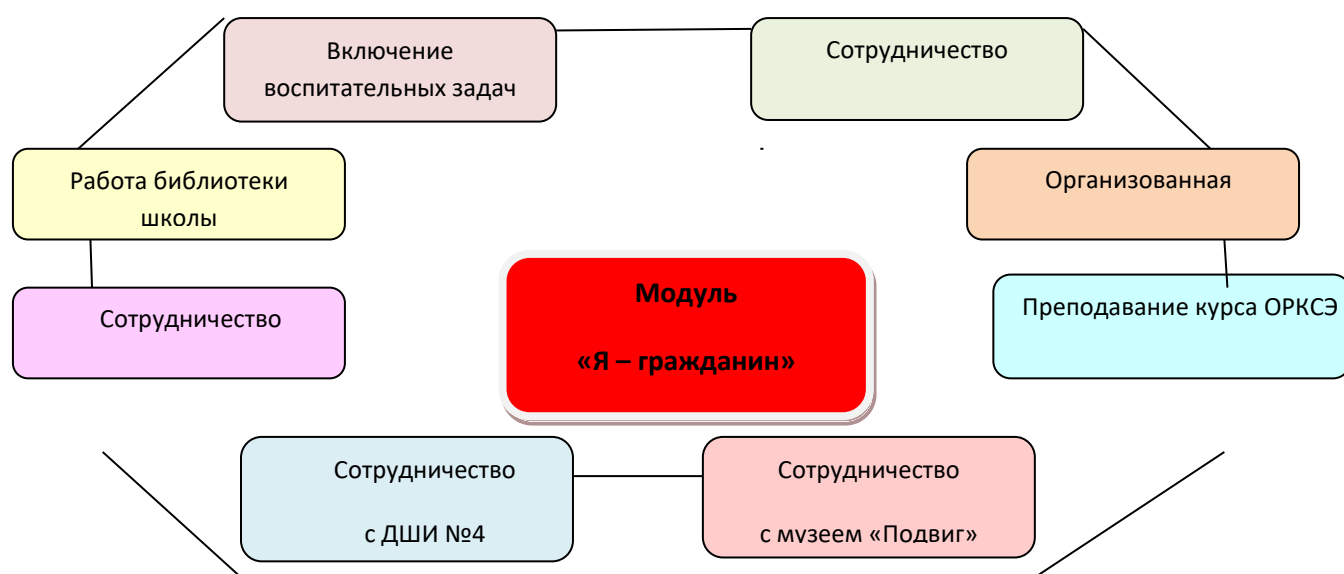 Включение
воспитательных задач
Сотрудничество
Работа библиотеки
школы
Организованная
Модуль
«Я – гражданин»
Сотрудничество
Преподавание курса ОРКСЭ
Сотрудничество
с ДШИ №4
Сотрудничество
с музеем «Подвиг»